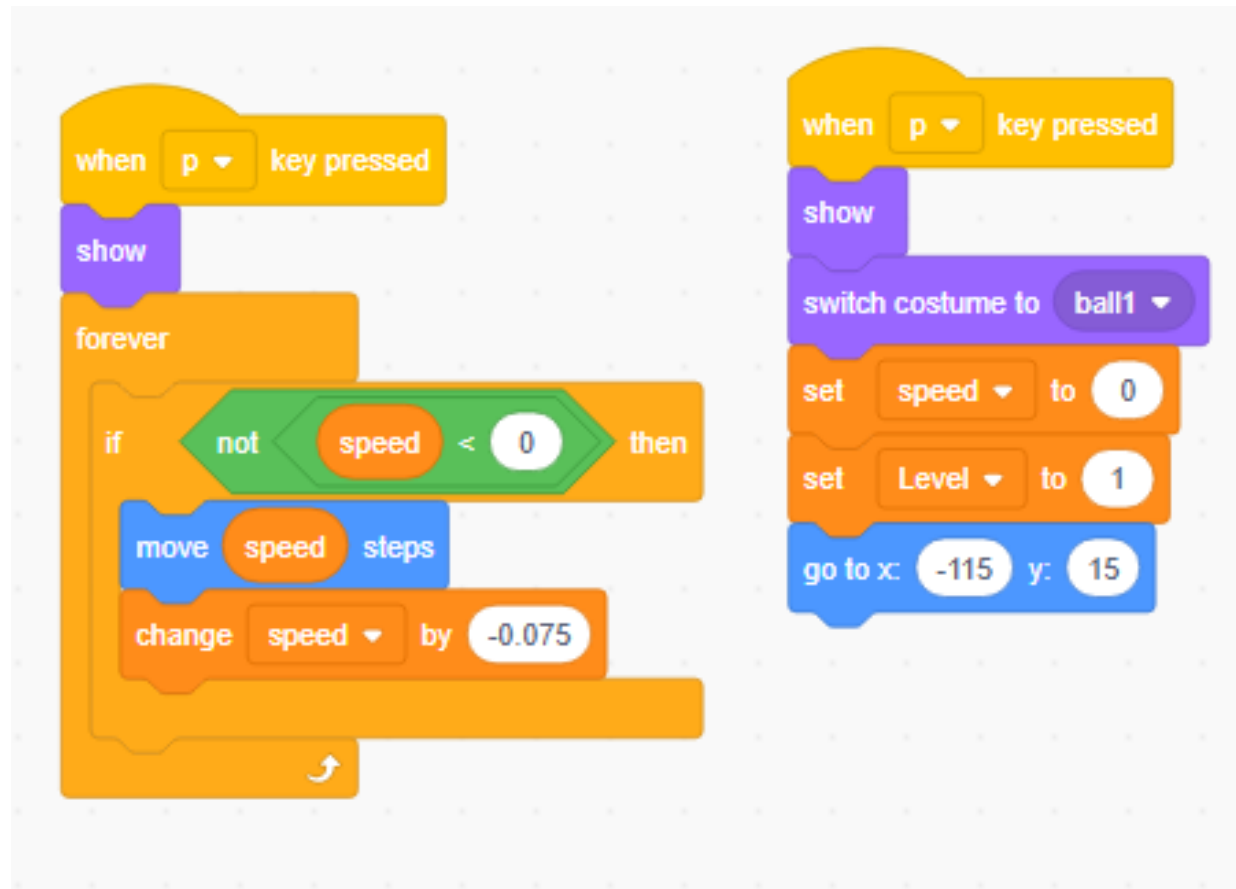 when p key pressed
show
forever
if not speed < 0 then
move speed steps
change speed by -0.075
when p key pressed
show
switch costume to ball1
set speed to 0
set Level to 1
go to x: -115 y: 15